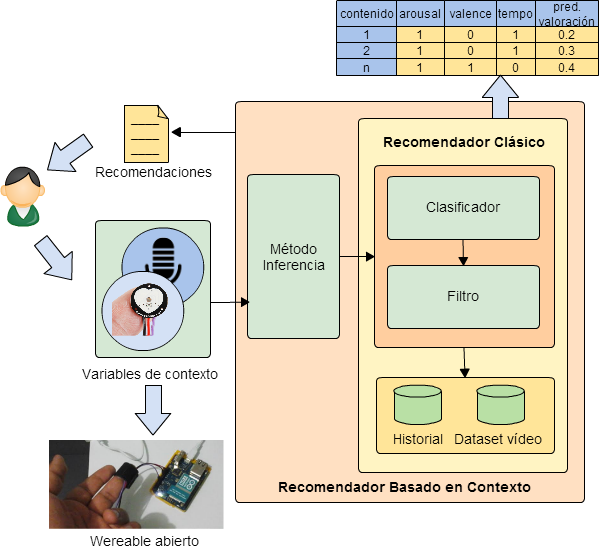 contenido arousal valence tempo pred. valoración
1 1 0 1 0.2
2 1 0 1 0.3
n 1 1 0 0.4
Recomendador Clásico
Recomendaciones
Clasificador
Método
Inferencia
Filtro
Variables de contexto
Historial
Dataset vídeo
Recomendador Basado en Contexto
Wereable abierto